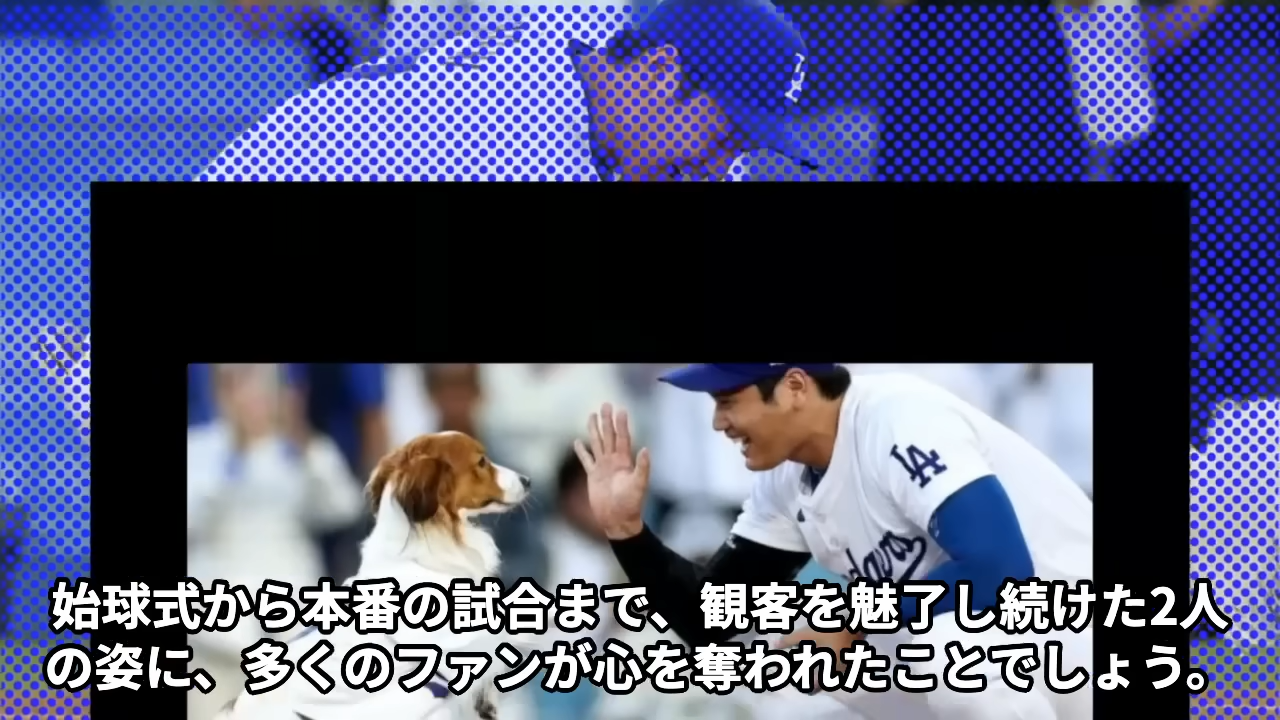 LA
Dodgers
始球式から本番の試合まで、観客を魅了し続けた2人
の姿に、多くのファンが心を奪われたことでしょう。